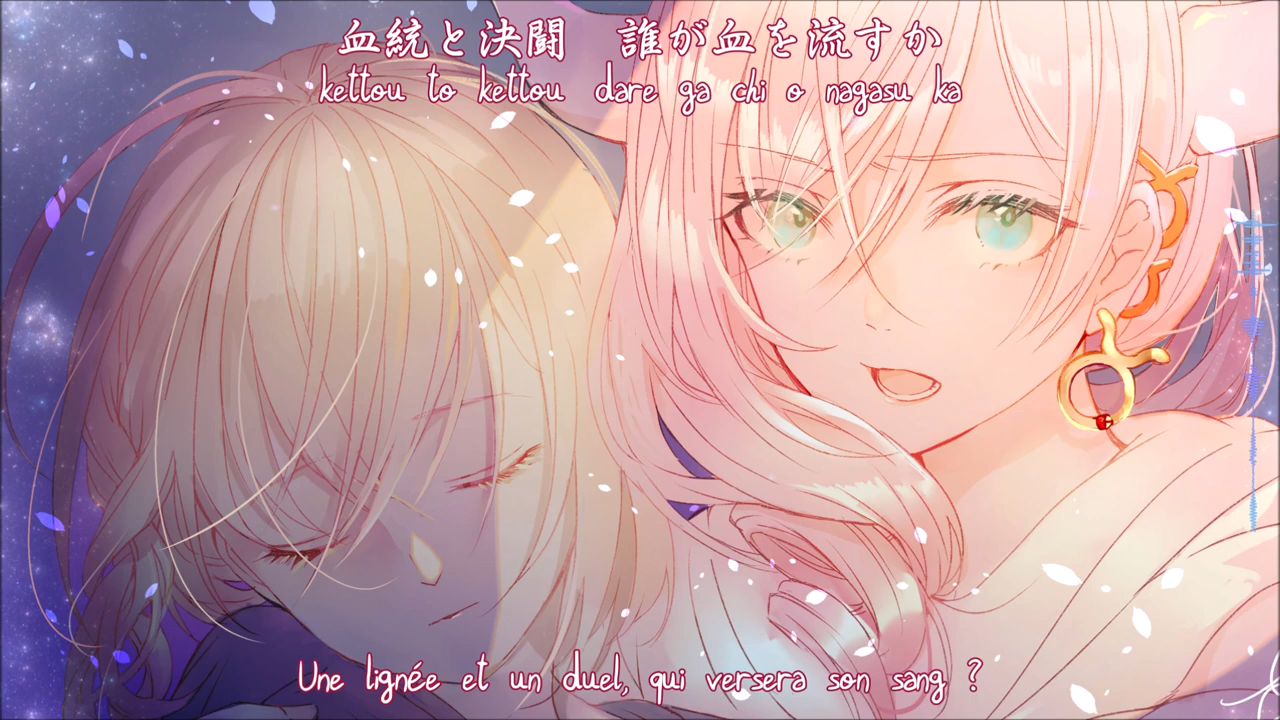 血統と決闘　誰が血を流すか
kettou to kettou dare ga chi o nagasu ka
Une lignée et un duel, qui versera son sang ?